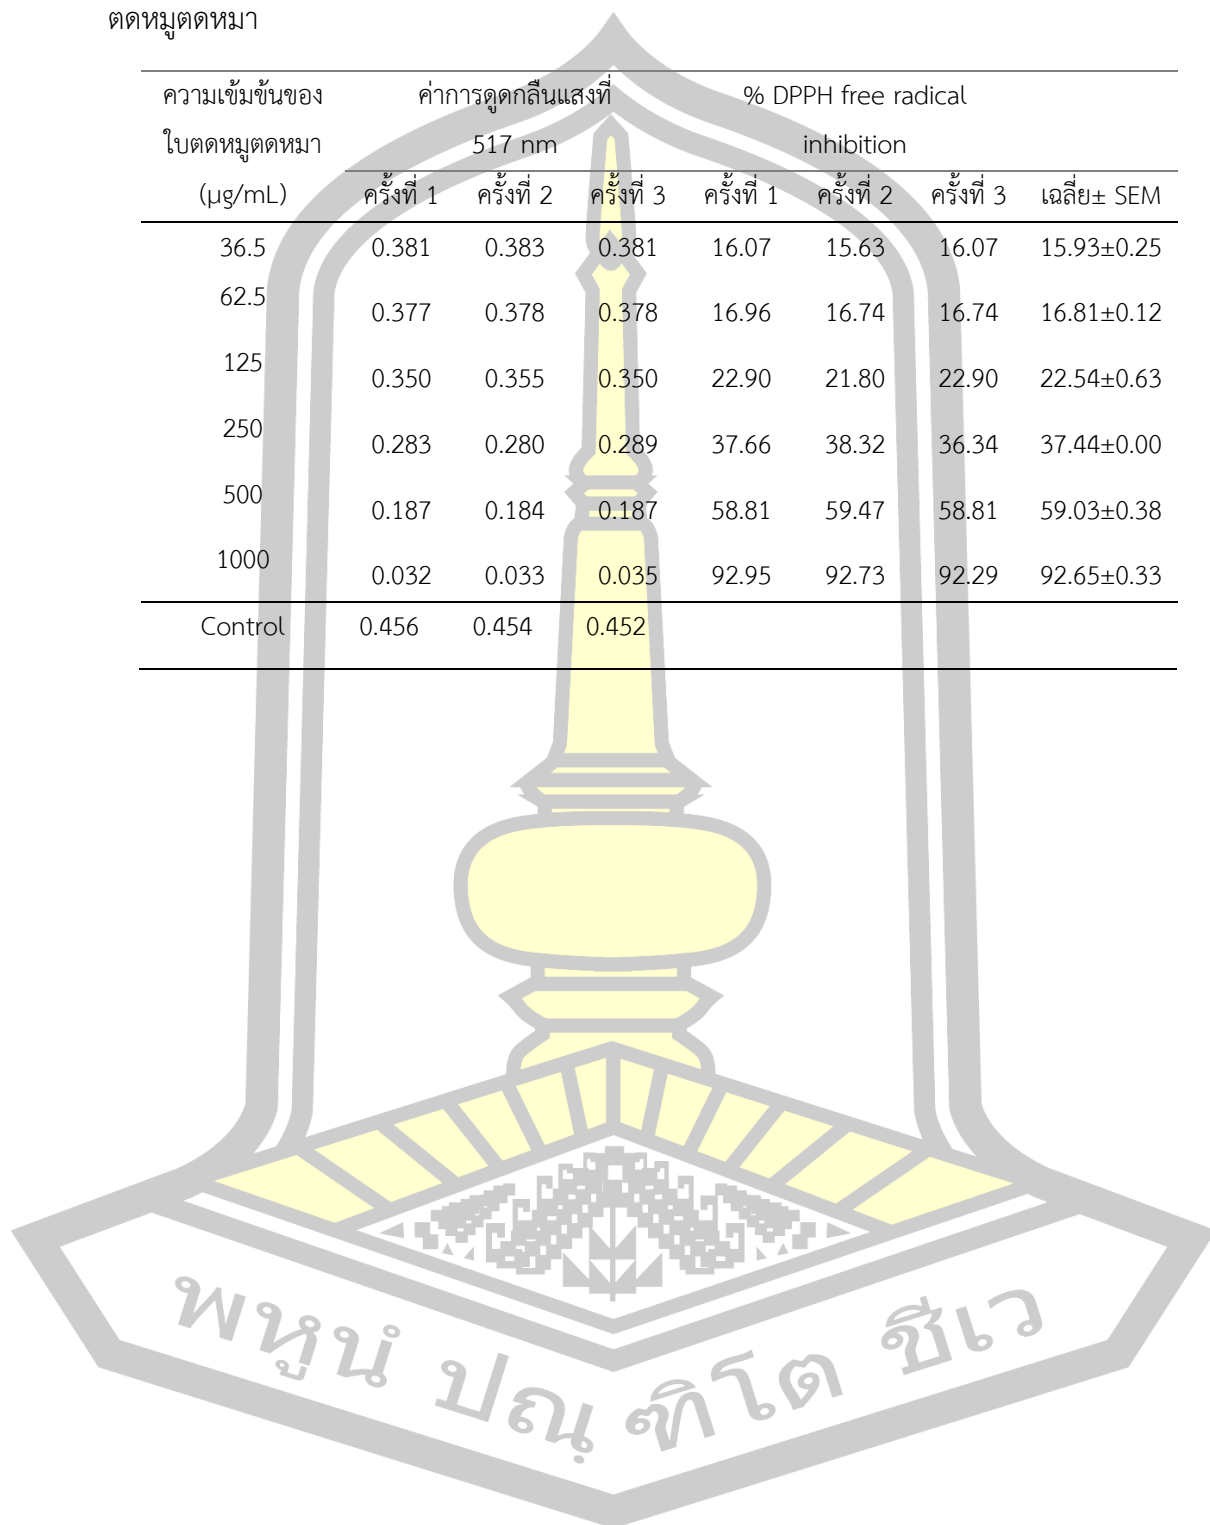 ตดหมูตดหมา
ความเข้มข้นของ ค่าการดูดกลืนแสงที่ % DPPH free radical
ใบตดหมูตดหมา 517 nm inhibition
(µg/mL) ครั้งที่ 1 ครั้งที่ 2 ครั้งที่ 3 ครั้งที่ 1 ครั้งที่ 2 ครั้งที่ 3 เฉลี่ย± SEM
36.5 0.381 0.383 0.381 16.07 15.63 16.07 15.93±0.25
62.5 0.377 0.378 0.378 16.96 16.74 16.74 16.81±0.12
125 0.350 0.355 0.350 22.90 21.80 22.90 22.54±0.63
250 0.283 0.280 0.289 37.66 38.32 36.34 37.44±0.00
500 0.187 0.184 0.187 58.81 59.47 58.81 59.03±0.38
1000 0.032 0.033 0.035 92.95 92.73 92.29 92.65±0.33
Control 0.456 0.454 0.452
พหูนํ ปณฺฑิโต ชีเว